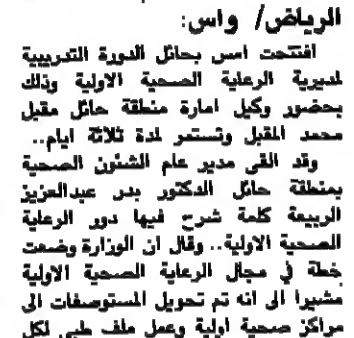 الرياض/ واس:
افتتحت امس بحائل الدورة التدريبية
لمديرية الرعاية الصحية الاولية وذلك
بحضور وكيل امارة منطقة حائل مقبل
محمد المقبل وتستمر لمدة ثلاثة ايام..
وقد القى مدير عام الشئون الصحية
بمنطقة حائل الدكتور بدر عبدالعزيز
الربيعة كلمة شرح فيها دور الرعاية
الصحية الاولية.. وقال ان الوزارة وضعت
خطة في مجال الرعاية الصحية الاولية
مشيرا الى انه تم تحويل المستوصفات الى
مراكز صحية اولية وعمل ملف طبي لكل